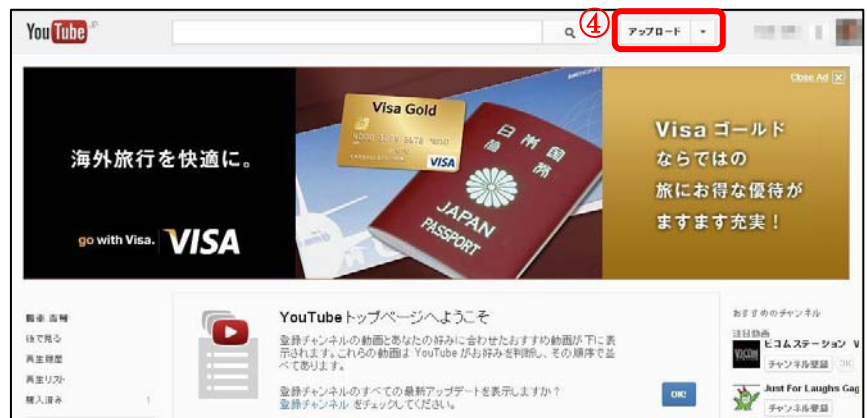 YouTube JP
④
アップロード
Close Ad X
海外旅行を快適に。
go with Visa. VISA
Visa Gold
VISA
日本国
旅券
JAPAN
PASSPORT
Visa ゴールド
ならではの
旅にお得な優待が
ますます充実！
後で見る
再生履歴
再生リスト
購入済み 1
YouTubeトップページへようこそ
登録チャンネルの動画とあなたの好みに合わせたおすすめ動画が下に表
示されます。これらの動画は YouTube がお好みを判断し、その順序で並
べてあります。
登録チャンネルのすべての最新アップデートを表示しますか？
登録チャンネル をチェックしてください。
OK!
おすすめのチャンネル
注目動画
ビコムステーション V
チャンネル登録
Just For Laughs Gag
チャンネル登録